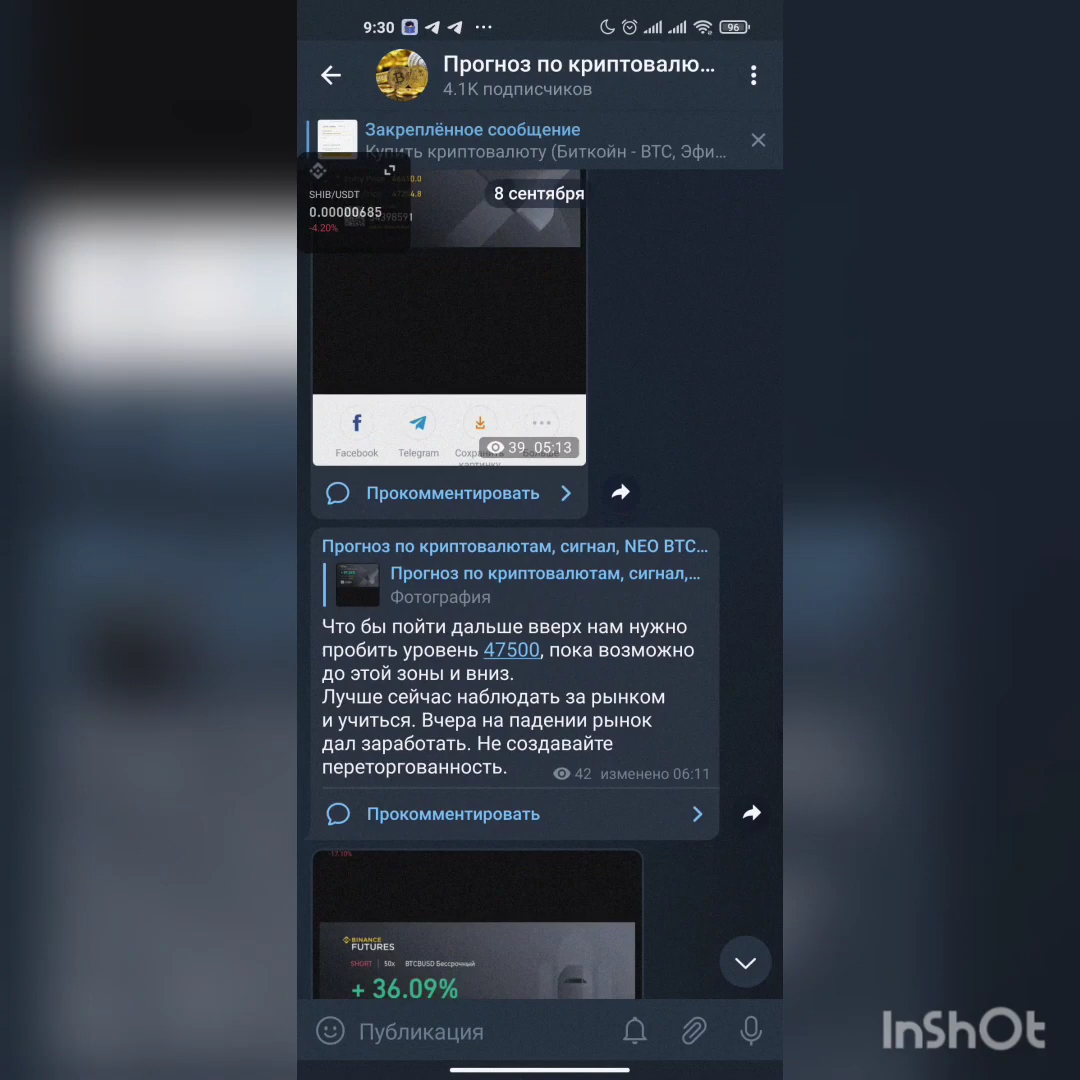 9:30
96
Прогноз по криптовалю...
4.1K подписчиков
Закреплённое сообщение
Купить криптовалюту (Биткойн - BTC, Эфи...
8 сентября
SHIB/USDT
0.00000685
-4.20%
Facebook
Telegram
39 05:13
Прокомментировать
Прогноз по криптовалютам, сигнал, NEO BTC...
Прогноз по криптовалютам, сигнал,...
Фотография
Что бы пойти дальше вверх нам нужно
пробить уровень 47500, пока возможно
до этой зоны и вниз.
Лучше сейчас наблюдать за рынком
и учиться. Вчера на падении рынок
дал заработать. Не создавайте
переторгованность.
42 изменено 06:11
Прокомментировать
-17.10%
BINANCE
FUTURES
SHORT 50x BTCBUSD Бессрочный
+ 36.09%
Публикация
InShOt